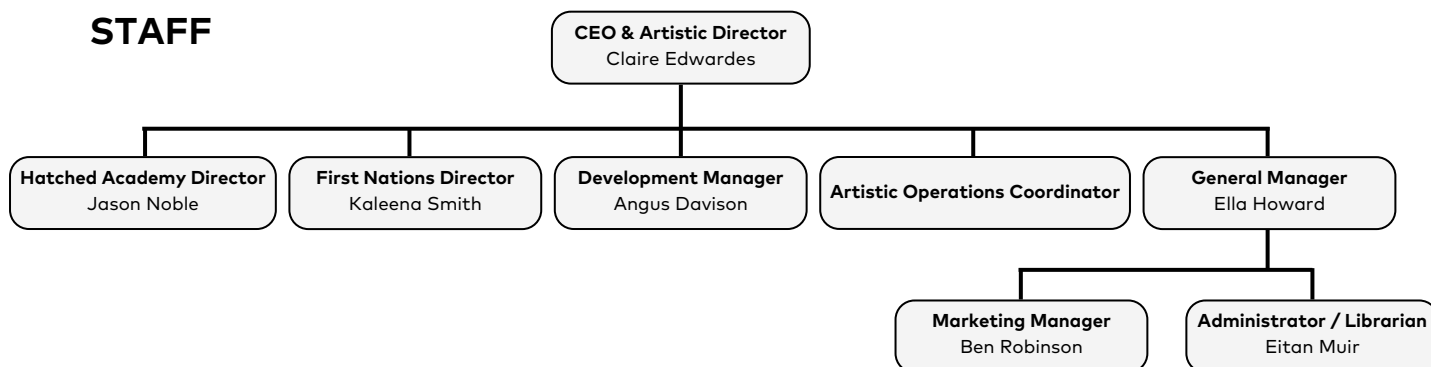 STAFF
CEO & Artistic Director
Claire Edwardes
Hatched Academy Director
Jason Noble
First Nations Director
Kaleena Smith
Development Manager
Angus Davison
Artistic Operations Coordinator
General Manager
Ella Howard
Marketing Manager
Ben Robinson
Administrator / Librarian
Eitan Muir